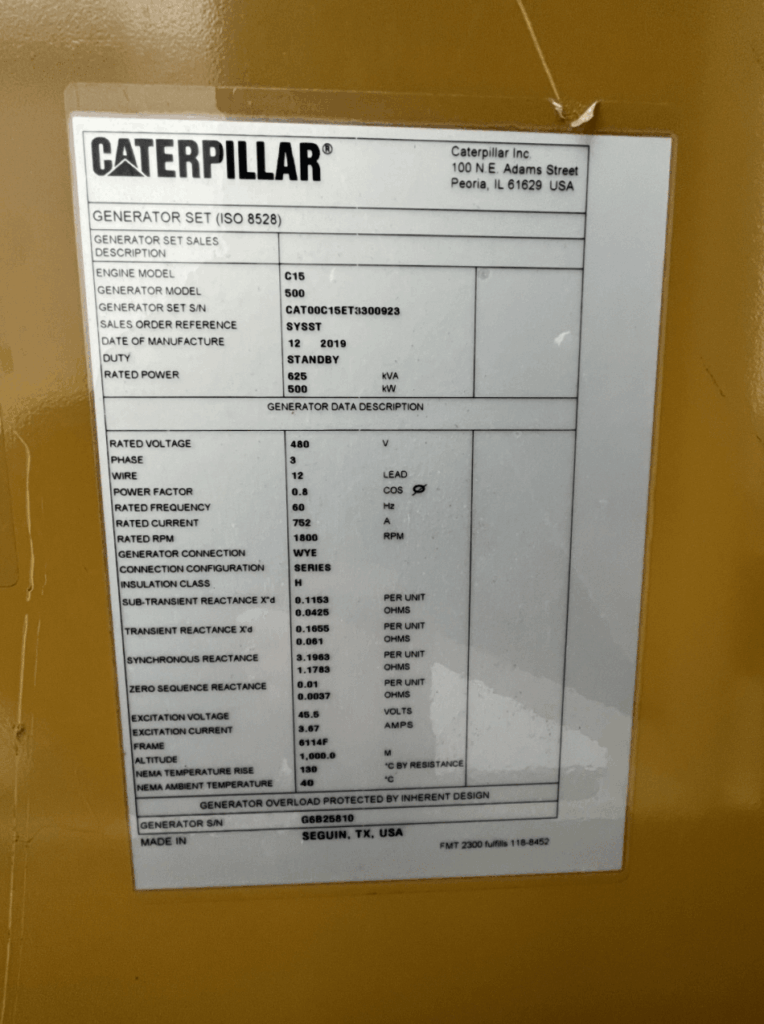 CATERPILLAR®
Caterpillar Inc.
100 N.E. Adams Street
Peoria, IL 61629 USA
GENERATOR SET (ISO 8528)
GENERATOR SET SALES
DESCRIPTION
ENGINE MODEL C15
GENERATOR MODEL 500
GENERATOR SET S/N CAT00C15ET3300923
SALES ORDER REFERENCE SYSST
DATE OF MANUFACTURE 12 2019
DUTY STANDBY
RATED POWER 625 kVA
500 kW
GENERATOR DATA DESCRIPTION
RATED VOLTAGE 480 V
PHASE 3
WIRE 12 LEAD
POWER FACTOR 0.8 COS Ø
RATED FREQUENCY 60 Hz
RATED CURRENT 752 A
RATED RPM 1800 RPM
GENERATOR CONNECTION WYE
CONNECTION CONFIGURATION SERIES
INSULATION CLASS H
SUB-TRANSIENT REACTANCE X"d 0.1153 PER UNIT
0.0425 OHMS
TRANSIENT REACTANCE X'd 0.1655 PER UNIT
0.061 OHMS
SYNCHRONOUS REACTANCE 3.1963 PER UNIT
1.1783 OHMS
ZERO SEQUENCE REACTANCE 0.01 PER UNIT
0.0037 OHMS
EXCITATION VOLTAGE 45.5 VOLTS
EXCITATION CURRENT 3.67 AMPS
FRAME 6114F
ALTITUDE 1,000.0 M
NEMA TEMPERATURE RISE 130 °C BY RESISTANCE
NEMA AMBIENT TEMPERATURE 40 °C
GENERATOR OVERLOAD PROTECTED BY INHERENT DESIGN
GENERATOR S/N G6B25810
MADE IN SEGUIN, TX, USA
FMT 2300 fulfills 118-8452